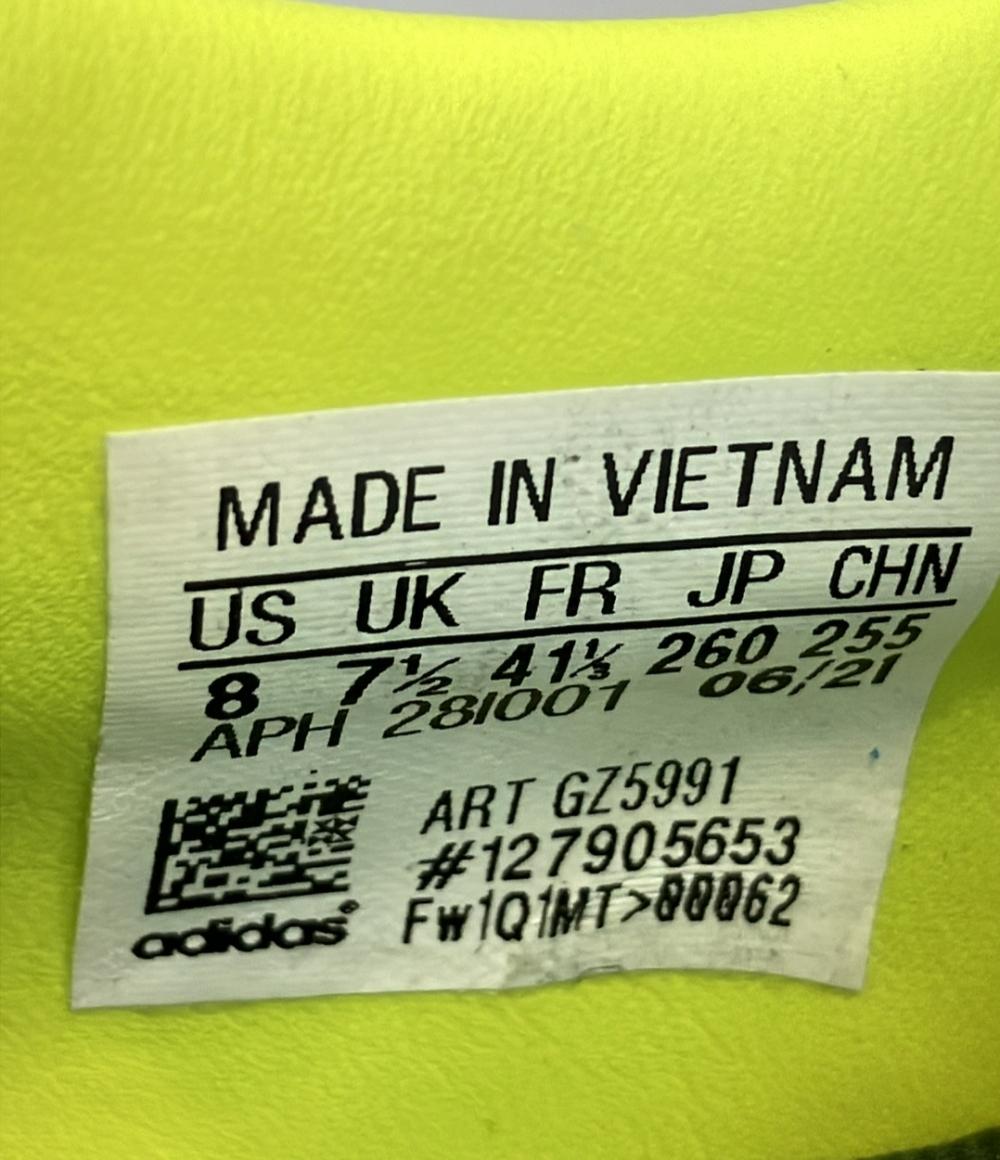 MADE IN VIETNAM
US UK FR JP CHN
8 7½ 41⅓ 260 255
APH 281001 06/21
ART GZ5991
#127905653
Fw1Q1MT>00062
adidas®